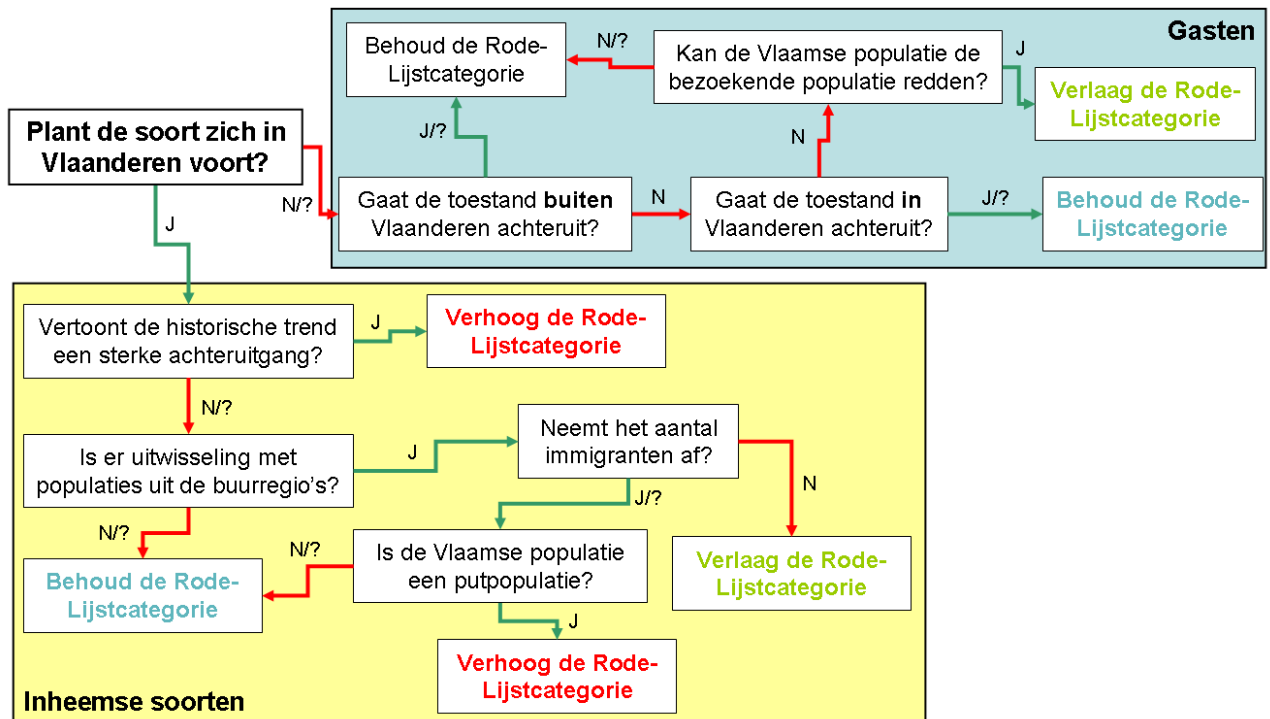 Gasten
Behoud de Rode-
Lijstcategorie
N/?
Kan de Vlaamse populatie de
bezoekende populatie redden?
J
Verlaag de Rode-
Lijstcategorie
Plant de soort zich in
Vlaanderen voort?
J/?
N
N/?
Gaat de toestand buiten
Vlaanderen achteruit?
N
Gaat de toestand in
Vlaanderen achteruit?
J/?
Behoud de Rode-
Lijstcategorie
J
Vertoont de historische trend
een sterke achteruitgang?
J
Verhoog de Rode-
Lijstcategorie
N/?
Is er uitwisseling met
populaties uit de buurregio's?
J
Neemt het aantal
immigranten af?
N
J/?
N/?
Behoud de Rode-
Lijstcategorie
N/?
Is de Vlaamse populatie
een putpopulatie?
Verlaag de Rode-
Lijstcategorie
J
Verhoog de Rode-
Lijstcategorie
Inheemse soorten